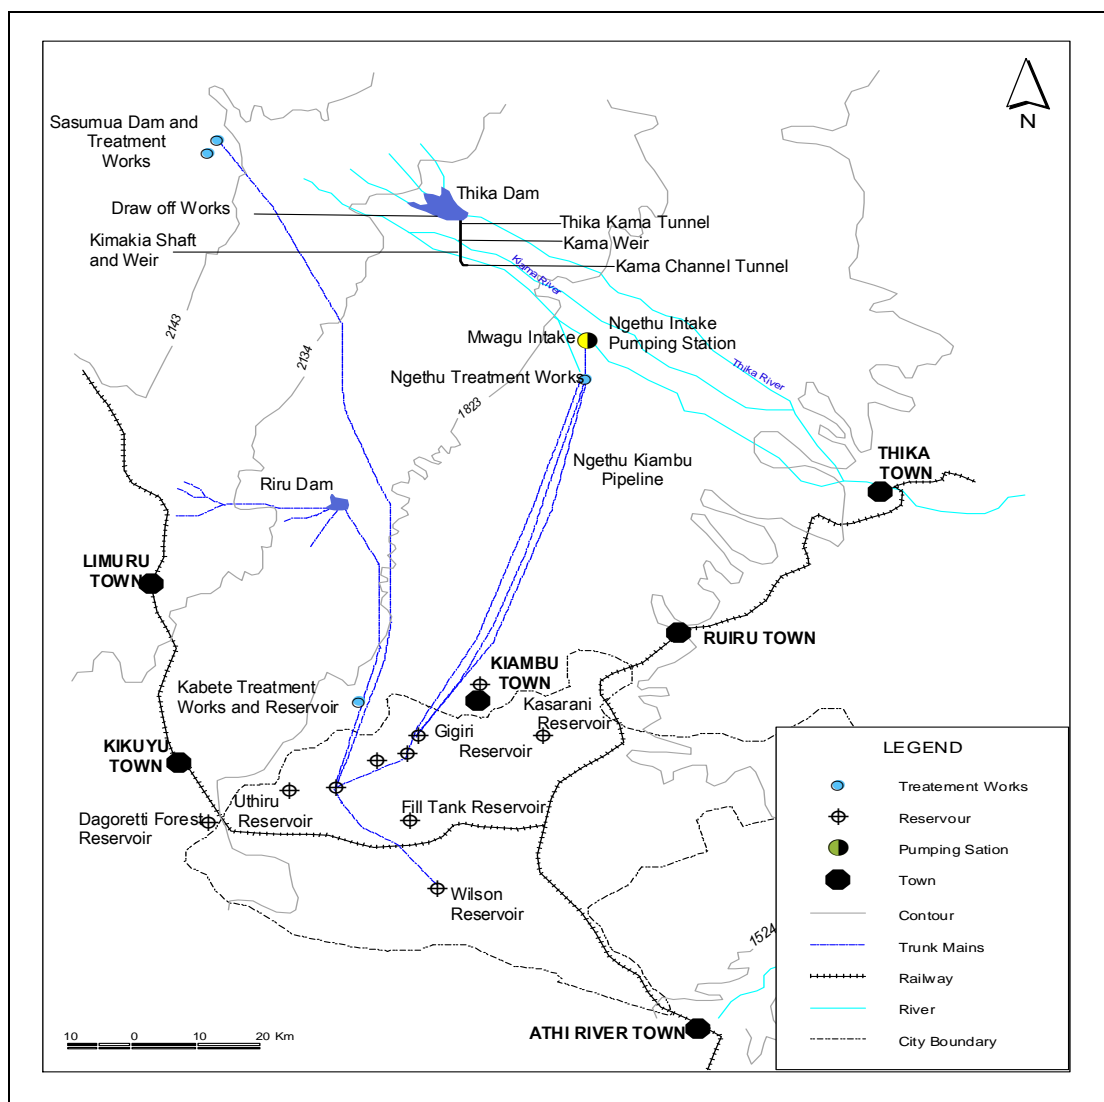 N
Sasumua Dam and
Treatment
Works
Thika Dam
Draw off Works
Thika Kama Tunnel
Kama Weir
Kimakia Shaft
and Weir
Kama Channel Tunnel
Kiama River
2143
2134
1823
Mwagu Intake
Ngethu Intake
Pumping Station
Ngethu Treatment Works
Thika River
THIKA
TOWN
Ngethu Kiambu
Pipeline
Riru Dam
LIMURU
TOWN
RUIRU TOWN
KIAMBU
TOWN
Kabete Treatment
Works and Reservoir
Kasarani
Reservoir
Gigiri
Reservoir
KIKUYU
TOWN
Uthiru
Reservoir
Fill Tank Reservoir
Dagoretti Forest
Reservoir
Wilson
Reservoir
1524
ATHI RIVER TOWN
10 0 10 20 Km
LEGEND
Treatement Works
Reservour
Pumping Sation
Town
Contour
Trunk Mains
Railway
River
City Boundary